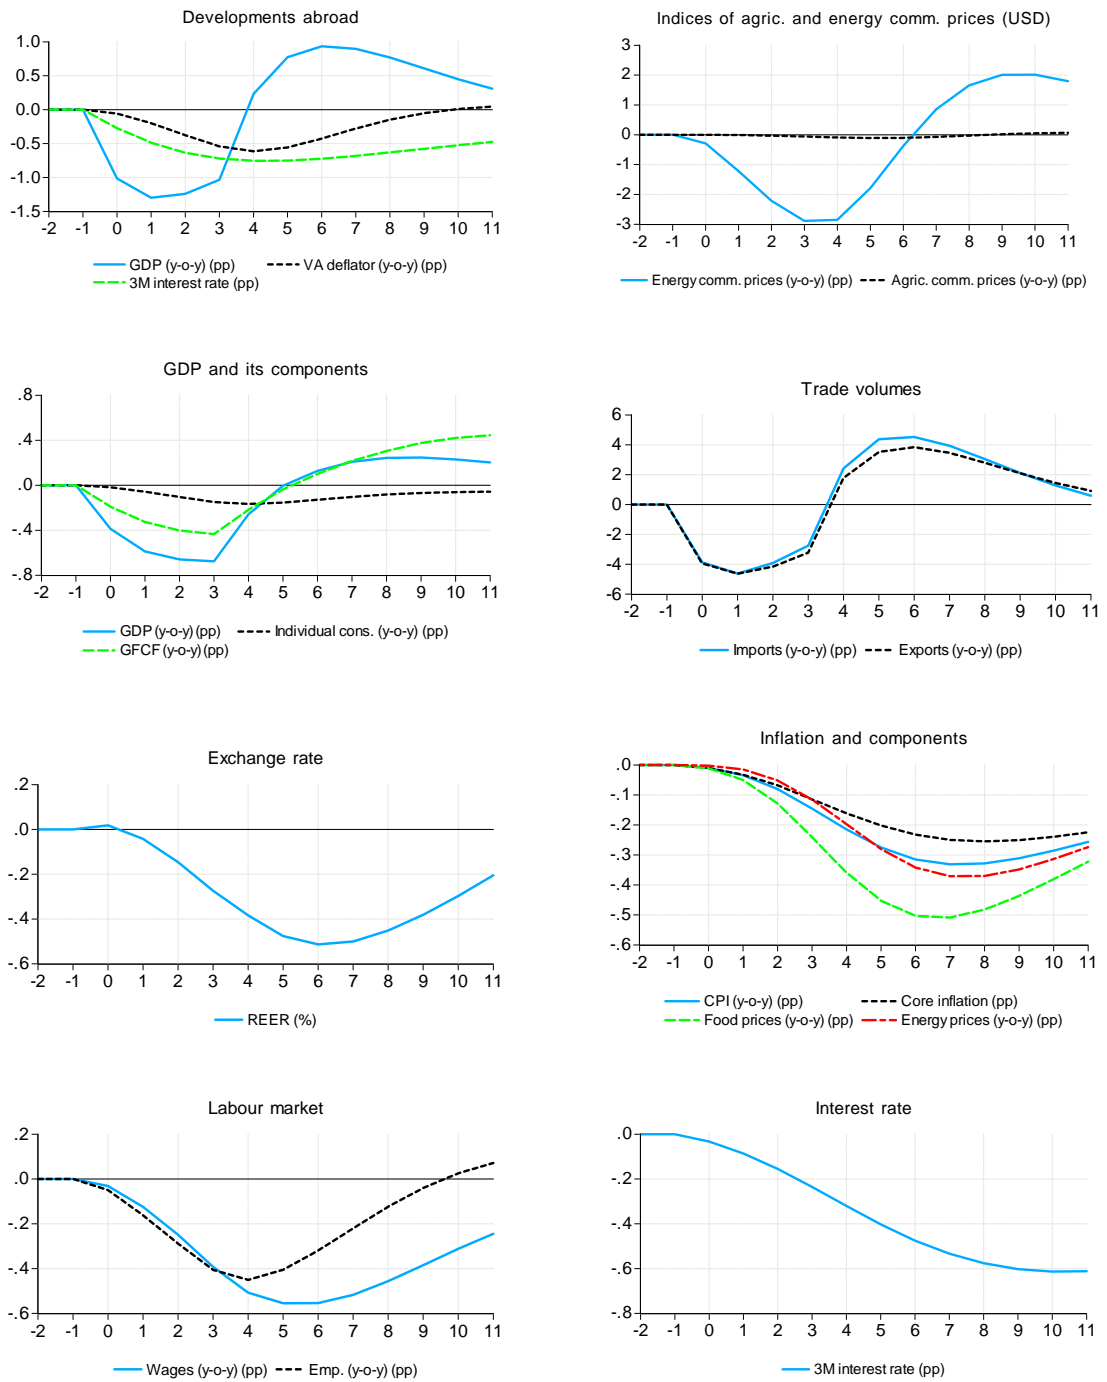 Developments abroad
1.0
0.5
0.0
-0.5
-1.0
-1.5
-2 -1 0 1 2 3 4 5 6 7 8 9 10 11
GDP (y-o-y) (pp) VA deflator (y-o-y) (pp)
3M interest rate (pp)
Indices of agric. and energy comm. prices (USD)
3
2
1
0
-1
-2
-3
-2 -1 0 1 2 3 4 5 6 7 8 9 10 11
Energy comm. prices (y-o-y) (pp) Agric. comm. prices (y-o-y) (pp)
GDP and its components
.8
.4
.0
-.4
-.8
-2 -1 0 1 2 3 4 5 6 7 8 9 10 11
GDP (y-o-y) (pp) Individual cons. (y-o-y) (pp)
GFCF (y-o-y) (pp)
Trade volumes
6
4
2
0
-2
-4
-6
-2 -1 0 1 2 3 4 5 6 7 8 9 10 11
Imports (y-o-y) (pp) Exports (y-o-y) (pp)
Exchange rate
.2
.0
-.2
-.4
-.6
-2 -1 0 1 2 3 4 5 6 7 8 9 10 11
REER (%)
Inflation and components
.0
-.1
-.2
-.3
-.4
-.5
-.6
-2 -1 0 1 2 3 4 5 6 7 8 9 10 11
CPI (y-o-y) (pp) Core inflation (pp)
Food prices (y-o-y) (pp) Energy prices (y-o-y) (pp)
Labour market
.2
.0
-.2
-.4
-.6
-2 -1 0 1 2 3 4 5 6 7 8 9 10 11
Wages (y-o-y) (pp) Emp. (y-o-y) (pp)
Interest rate
.0
-.2
-.4
-.6
-.8
-2 -1 0 1 2 3 4 5 6 7 8 9 10 11
3M interest rate (pp)